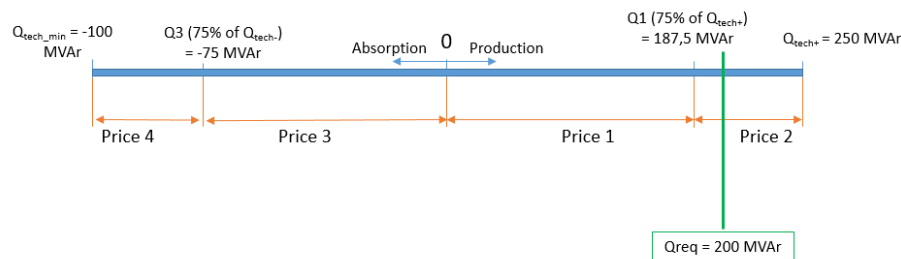 Qtech_min = -100
MVAr
Q3 (75% of Qtech-)
= -75 MVAr
Absorption
0
Production
Q1 (75% of Qtech+)
= 187,5 MVAr
Qtech+ = 250 MVAr
Price 4
Price 3
Price 1
Price 2
Qreq = 200 MVAr